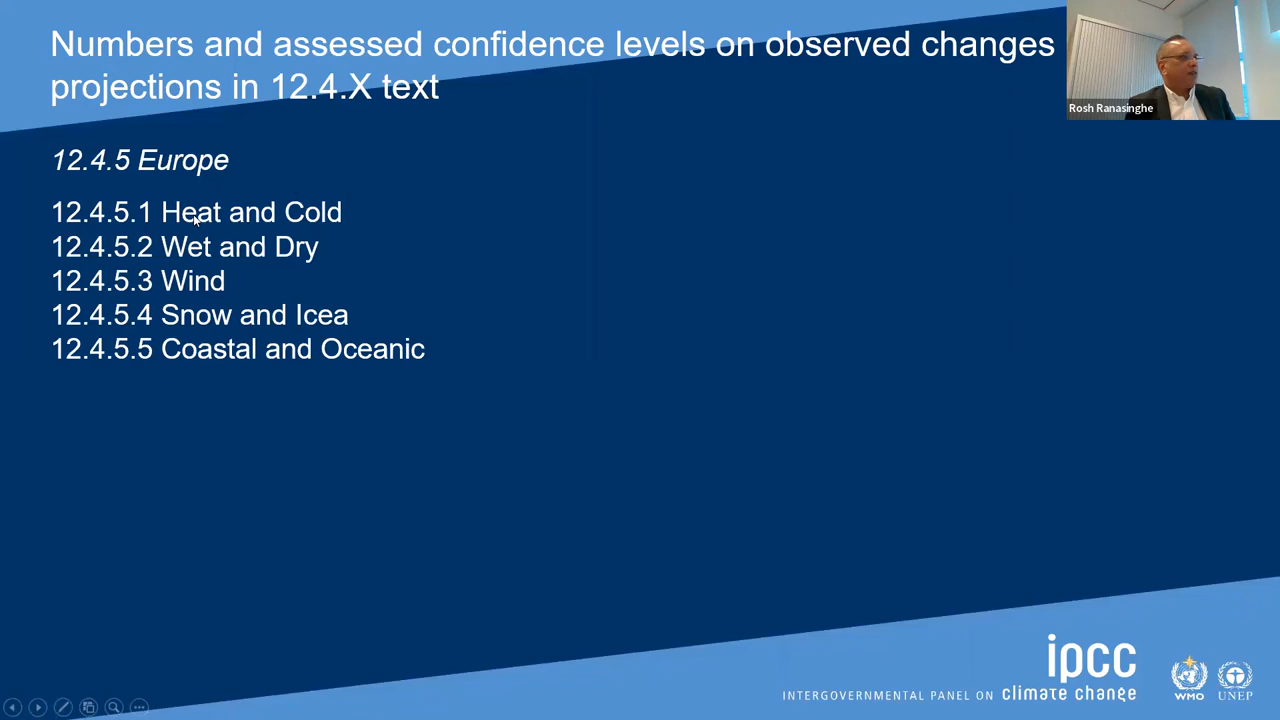 Numbers and assessed confidence levels on observed changes
projections in 12.4.X text
Rosh Ranasinghe
12.4.5 Europe
12.4.5.1 Heat and Cold
12.4.5.2 Wet and Dry
12.4.5.3 Wind
12.4.5.4 Snow and Icea
12.4.5.5 Coastal and Oceanic
ipcc
INTERGOVERNMENTAL PANEL ON climate change
WMO
UNEP